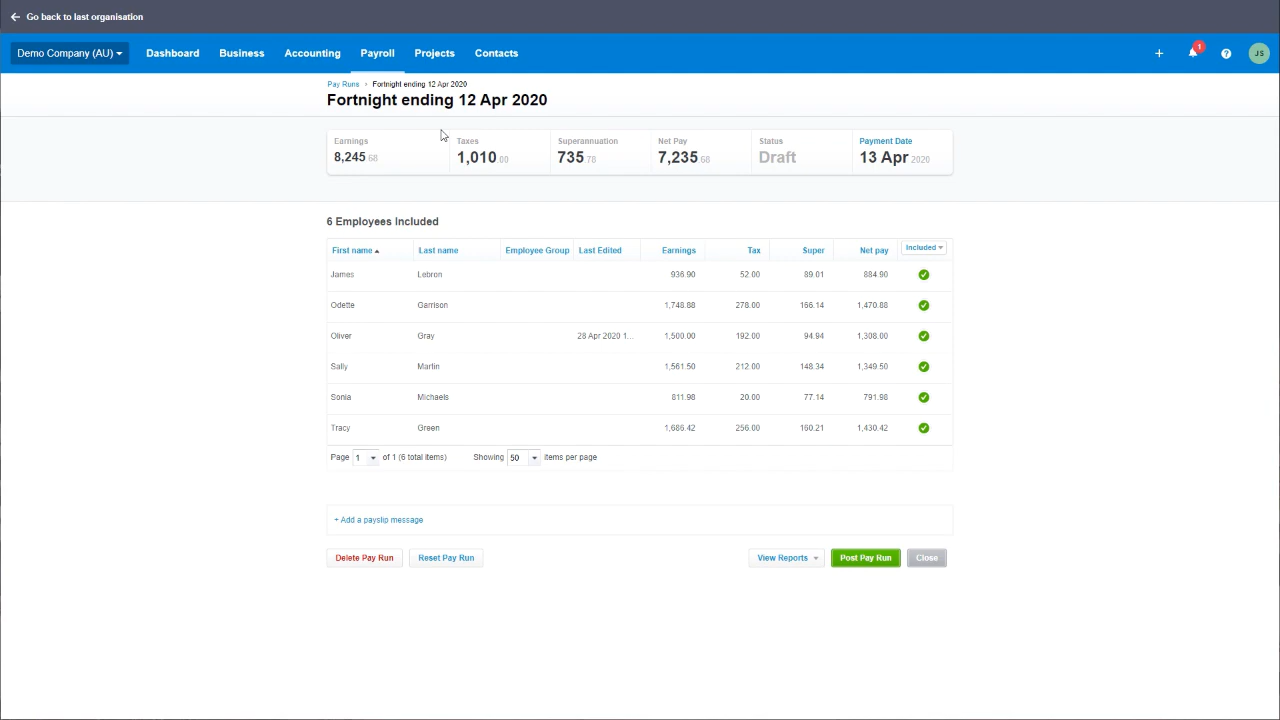 Go back to last organisation
Demo Company (AU) Dashboard Business Accounting Payroll Projects Contacts + 1 ? JS
Pay Runs › Fortnight ending 12 Apr 2020
Fortnight ending 12 Apr 2020
Earnings Taxes Superannuation Net Pay Status Payment Date
8,245.68 1,010.00 735.78 7,235.68 Draft 13 Apr 2020
6 Employees Included
First name Last name Employee Group Last Edited Earnings Tax Super Net pay Included
James Lebron 936.90 52.00 89.01 884.90
Odette Garrison 1,748.88 278.00 166.14 1,470.88
Oliver Gray 28 Apr 2020 1... 1,500.00 192.00 94.94 1,308.00
Sally Martin 1,561.50 212.00 148.34 1,349.50
Sonia Michaels 811.98 20.00 77.14 791.98
Tracy Green 1,686.42 256.00 160.21 1,430.42
Page 1 of 1 (6 total items) Showing 50 items per page
+ Add a payslip message
Delete Pay Run Reset Pay Run View Reports Post Pay Run Close